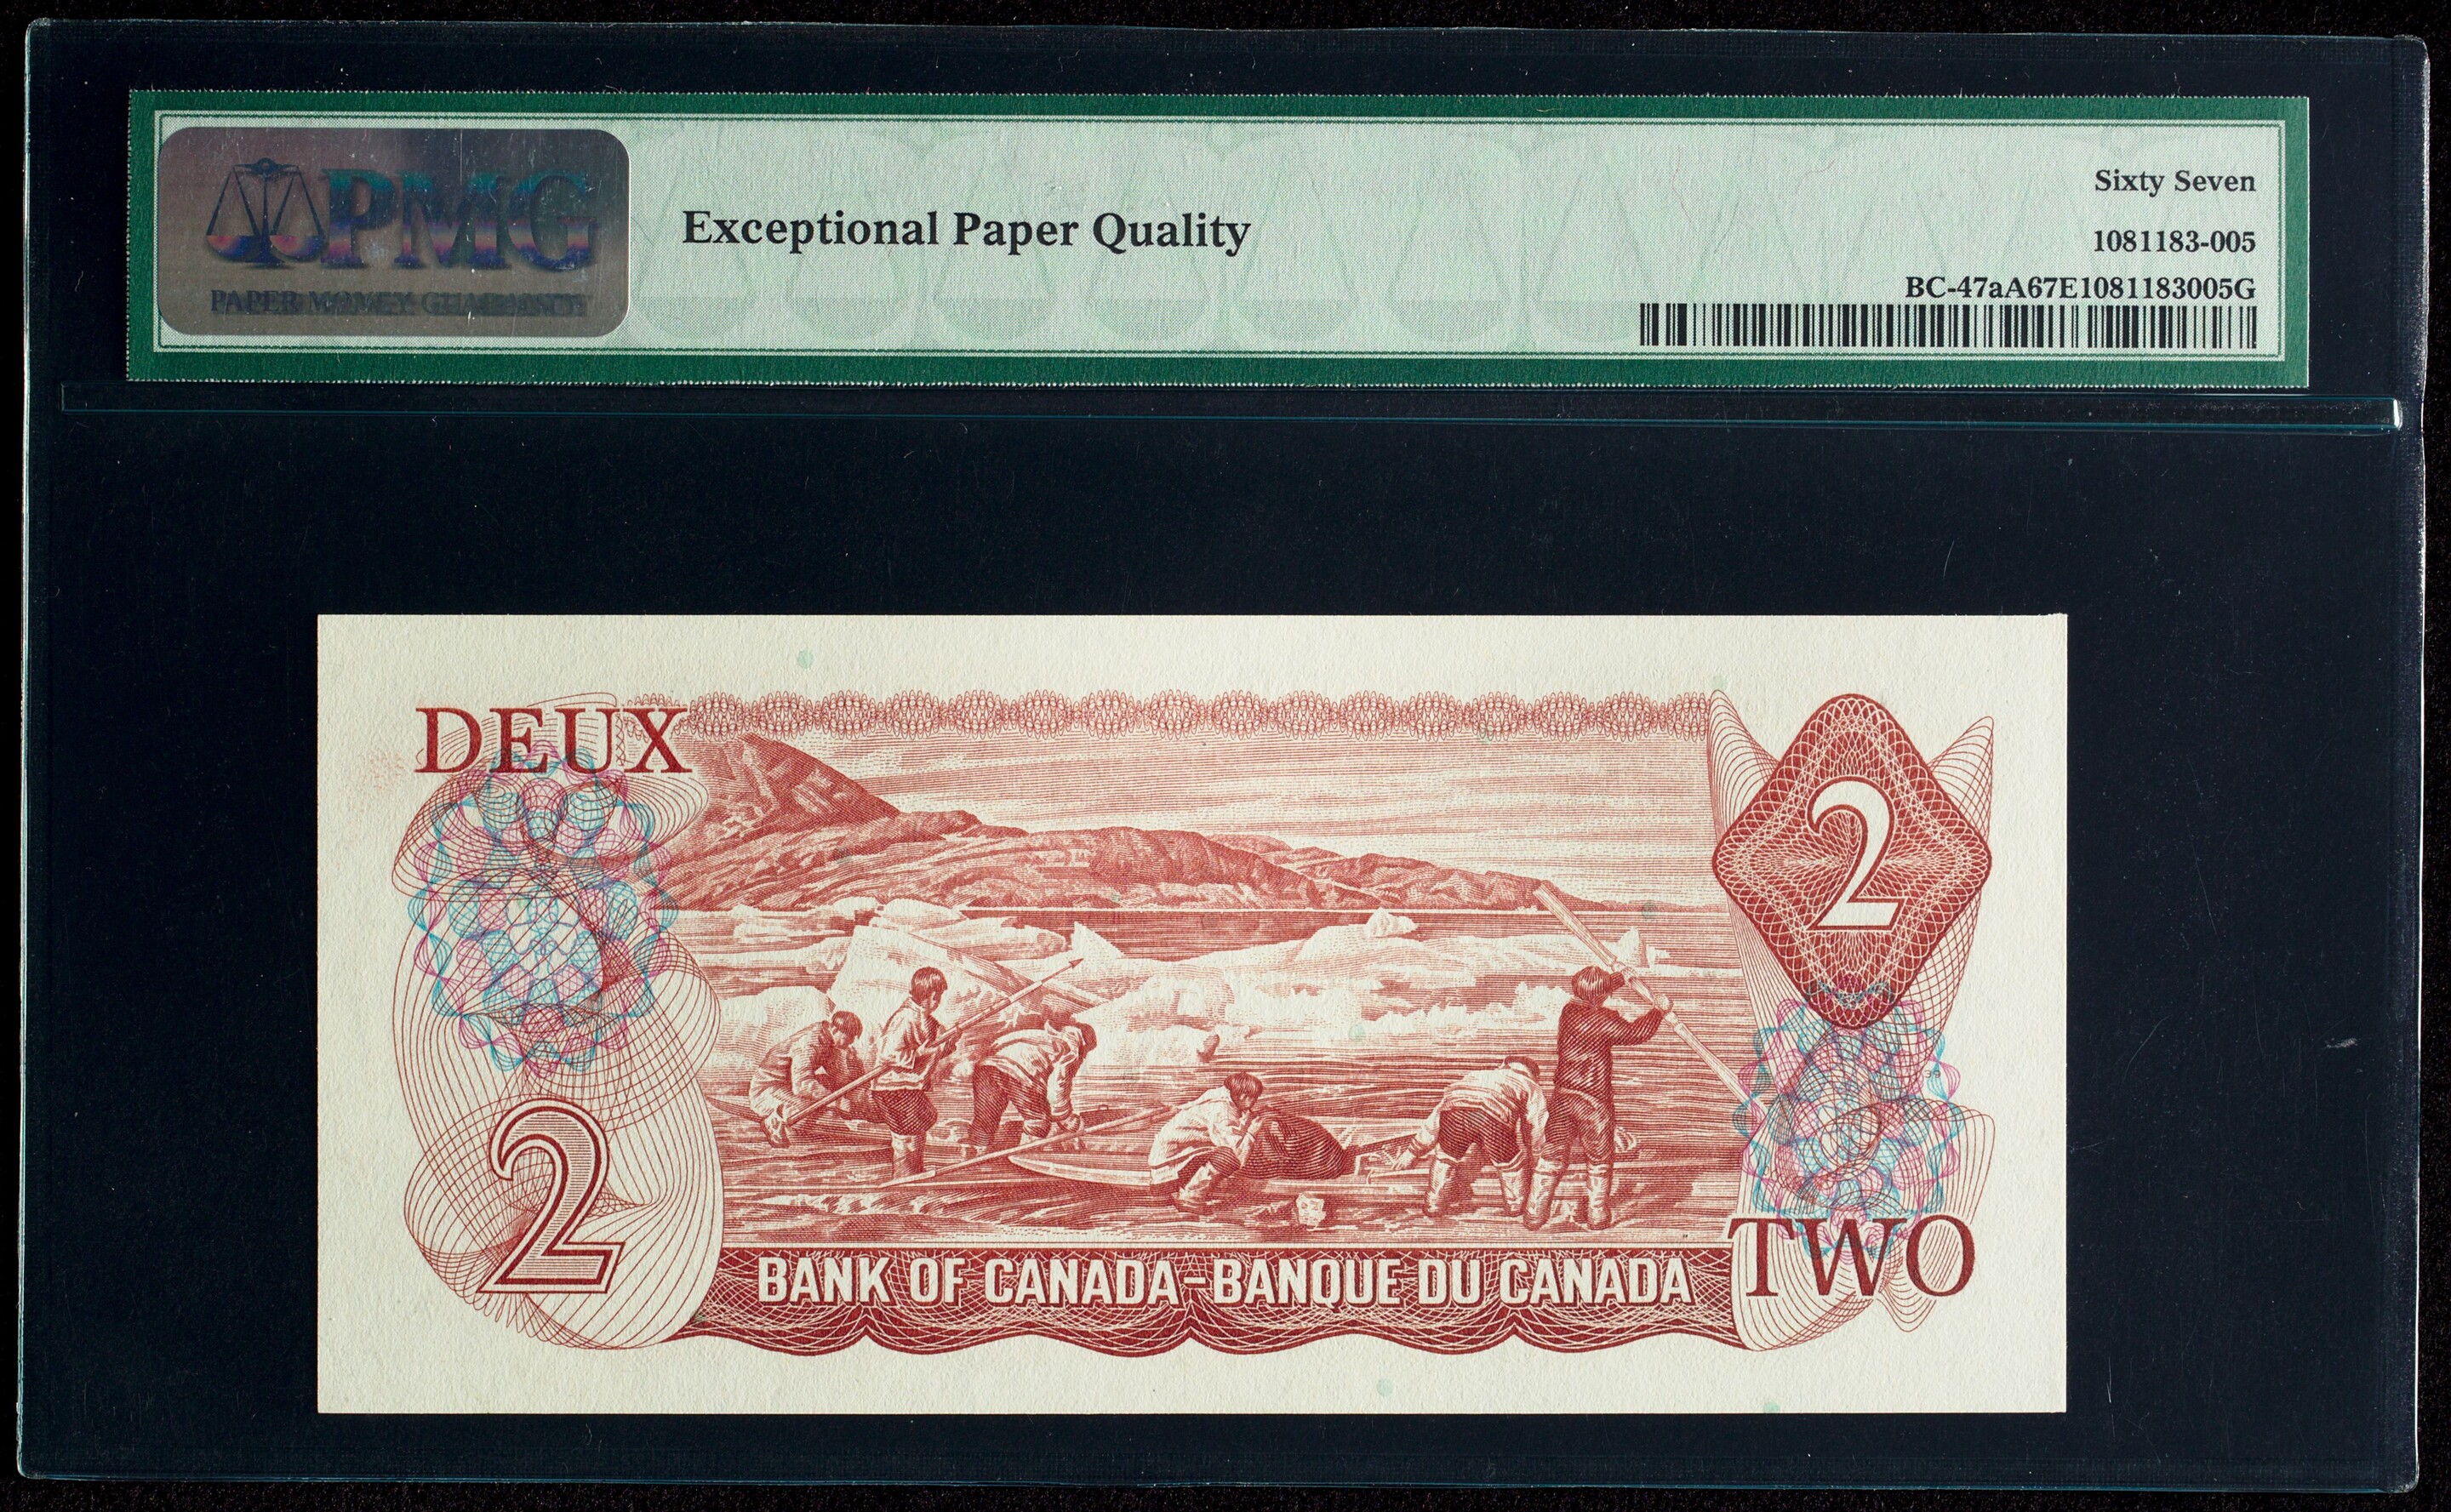 PMG
PAPER MONEY GUARANTY
Exceptional Paper Quality
Sixty Seven
1081183-005
BC-47aA67E1081183005G
DEUX
2
2
BANK OF CANADA-BANQUE DU CANADA
TWO